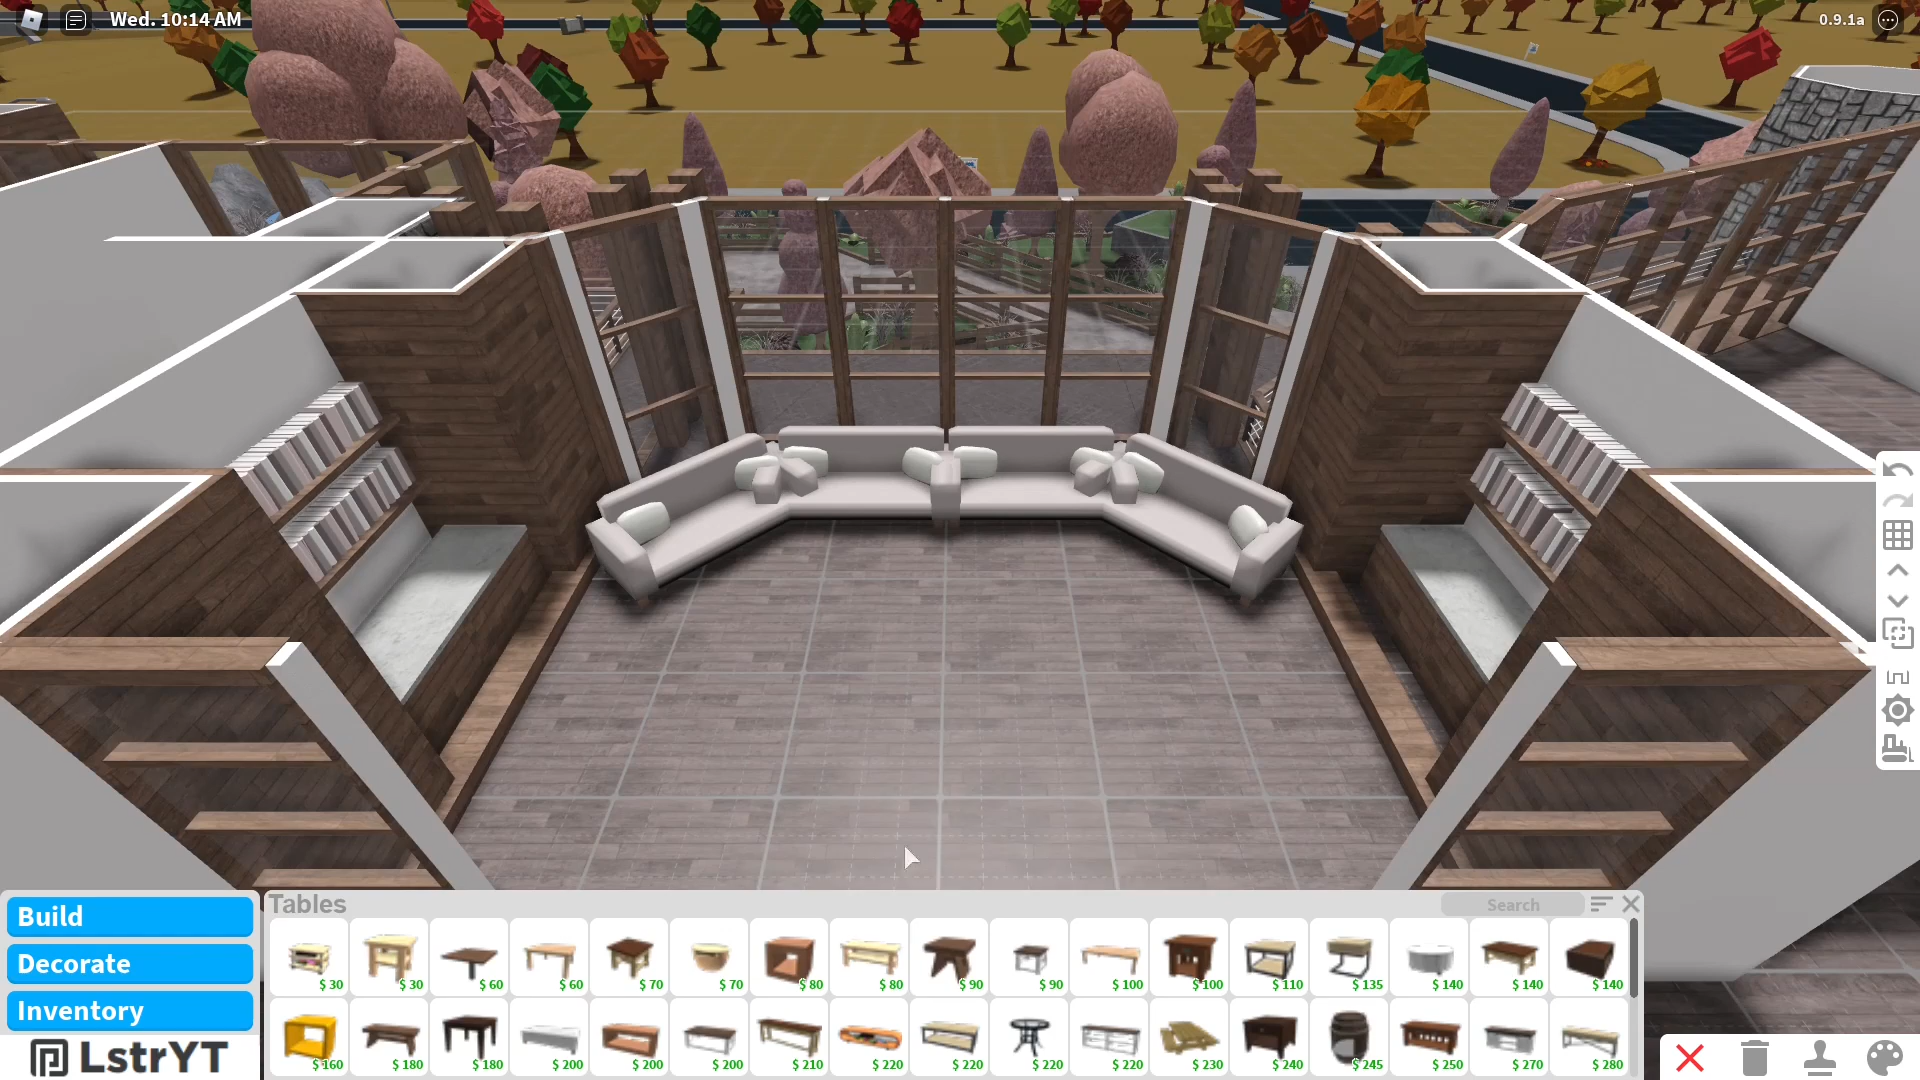 Wed. 10:14 AM
0.9.1a
Tables
Search
Build
Decorate
Inventory
$ 30 $ 30 $ 60 $ 60 $ 70 $ 70 $ 80 $ 80 $ 90 $ 90 $ 100 $ 100 $ 110 $ 135 $ 140 $ 140 $ 140
$ 160 $ 180 $ 180 $ 200 $ 200 $ 200 $ 210 $ 220 $ 220 $ 220 $ 220 $ 230 $ 240 $ 245 $ 250 $ 270 $ 280
LstrYT